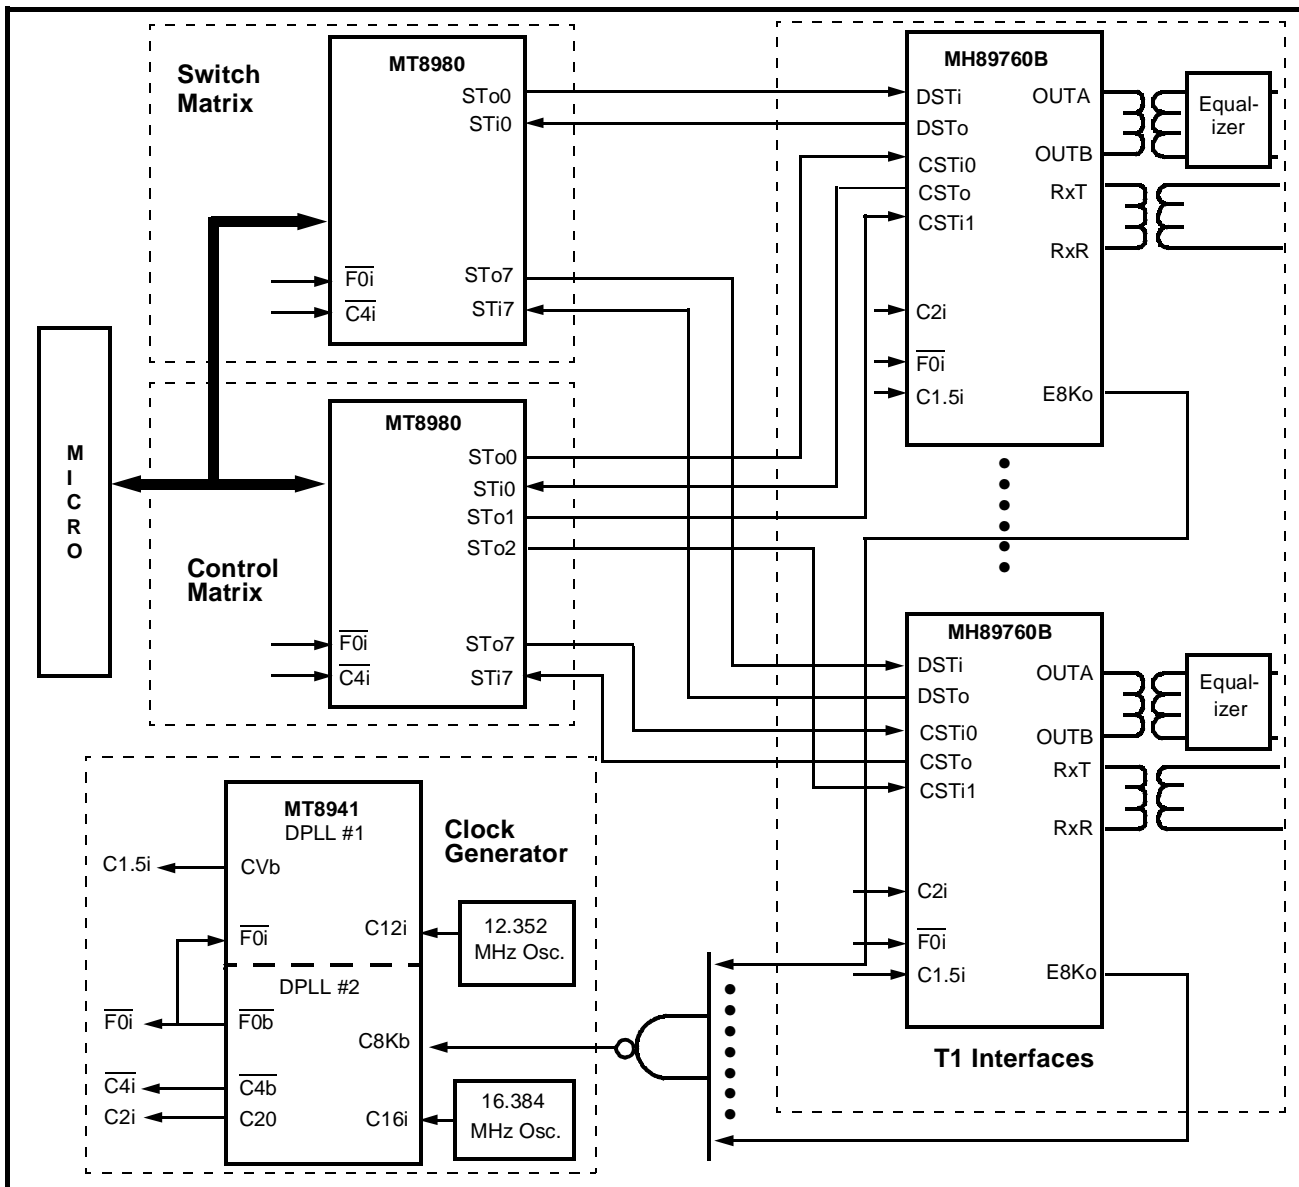 Switch
Matrix
MT8980
STo0
STi0
F0i
C4i
STo7
STi7
MICRO
Control
Matrix
MT8980
STo0
STi0
STo1
STo2
F0i
C4i
STo7
STi7
MH89760B
DSTi
DSTo
CSTi0
CSTo
CSTi1
C2i
F0i
C1.5i
OUTA
OUTB
RxT
RxR
E8Ko
Equal-
izer
MH89760B
DSTi
DSTo
CSTi0
CSTo
CSTi1
C2i
F0i
C1.5i
OUTA
OUTB
RxT
RxR
E8Ko
Equal-
izer
T1 Interfaces
MT8941
DPLL #1
Clock
Generator
C1.5i
CVb
F0i
C12i
12.352
MHz Osc.
DPLL #2
F0i
F0b
C8Kb
C4i
C4b
C2i
C20
C16i
16.384
MHz Osc.